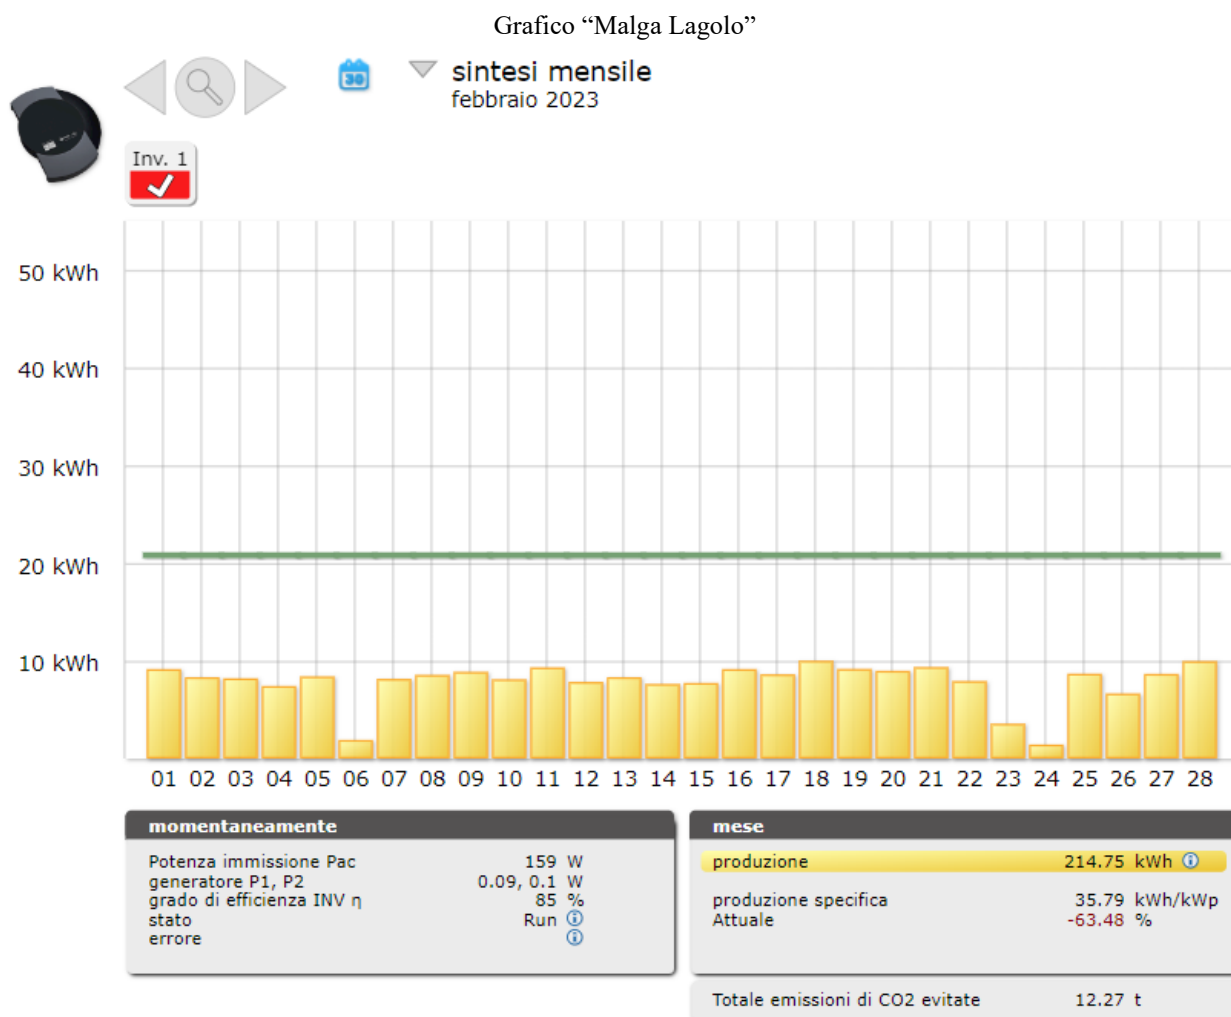 Grafico “Malga Lagolo”
30
sintesi mensile
febbraio 2023
Inv. 1
50 kWh
40 kWh
30 kWh
20 kWh
10 kWh
01 02 03 04 05 06 07 08 09 10 11 12 13 14 15 16 17 18 19 20 21 22 23 24 25 26 27 28
momentaneamente
Potenza immissione Pac 159 W
generatore P1, P2 0.09, 0.1 W
grado di efficienza INV η 85 %
stato Run
errore
mese
produzione 214.75 kWh
produzione specifica 35.79 kWh/kWp
Attuale -63.48 %
Totale emissioni di CO2 evitate 12.27 t